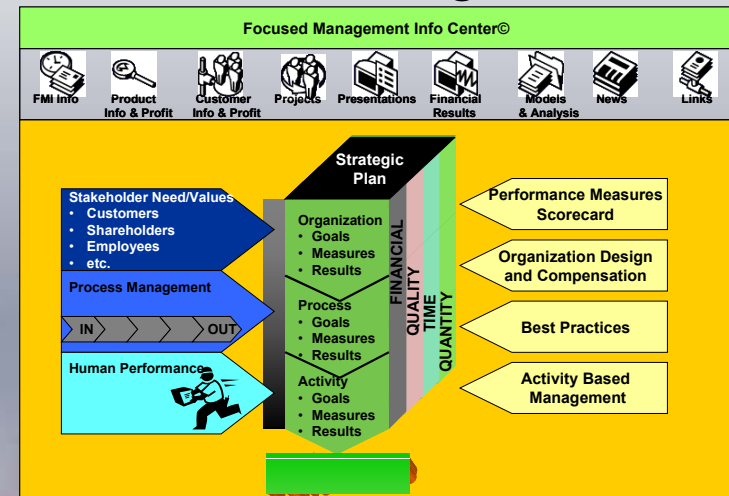 Focused Management Info Center©
FMI Info
Product
Info & Profit
Customer
Info & Profit
Projects
Presentations
Financial
Results
Models
& Analysis
News
Links
Strategic
Plan
Stakeholder Need/Values
• Customers
• Shareholders
• Employees
• etc.
Process Management
IN
OUT
Human Performance
Organization
• Goals
• Measures
• Results
Process
• Goals
• Measures
• Results
Activity
• Goals
• Measures
• Results
FINANCIAL
QUALITY
TIME
QUANTITY
Performance Measures
Scorecard
Organization Design
and Compensation
Best Practices
Activity Based
Management